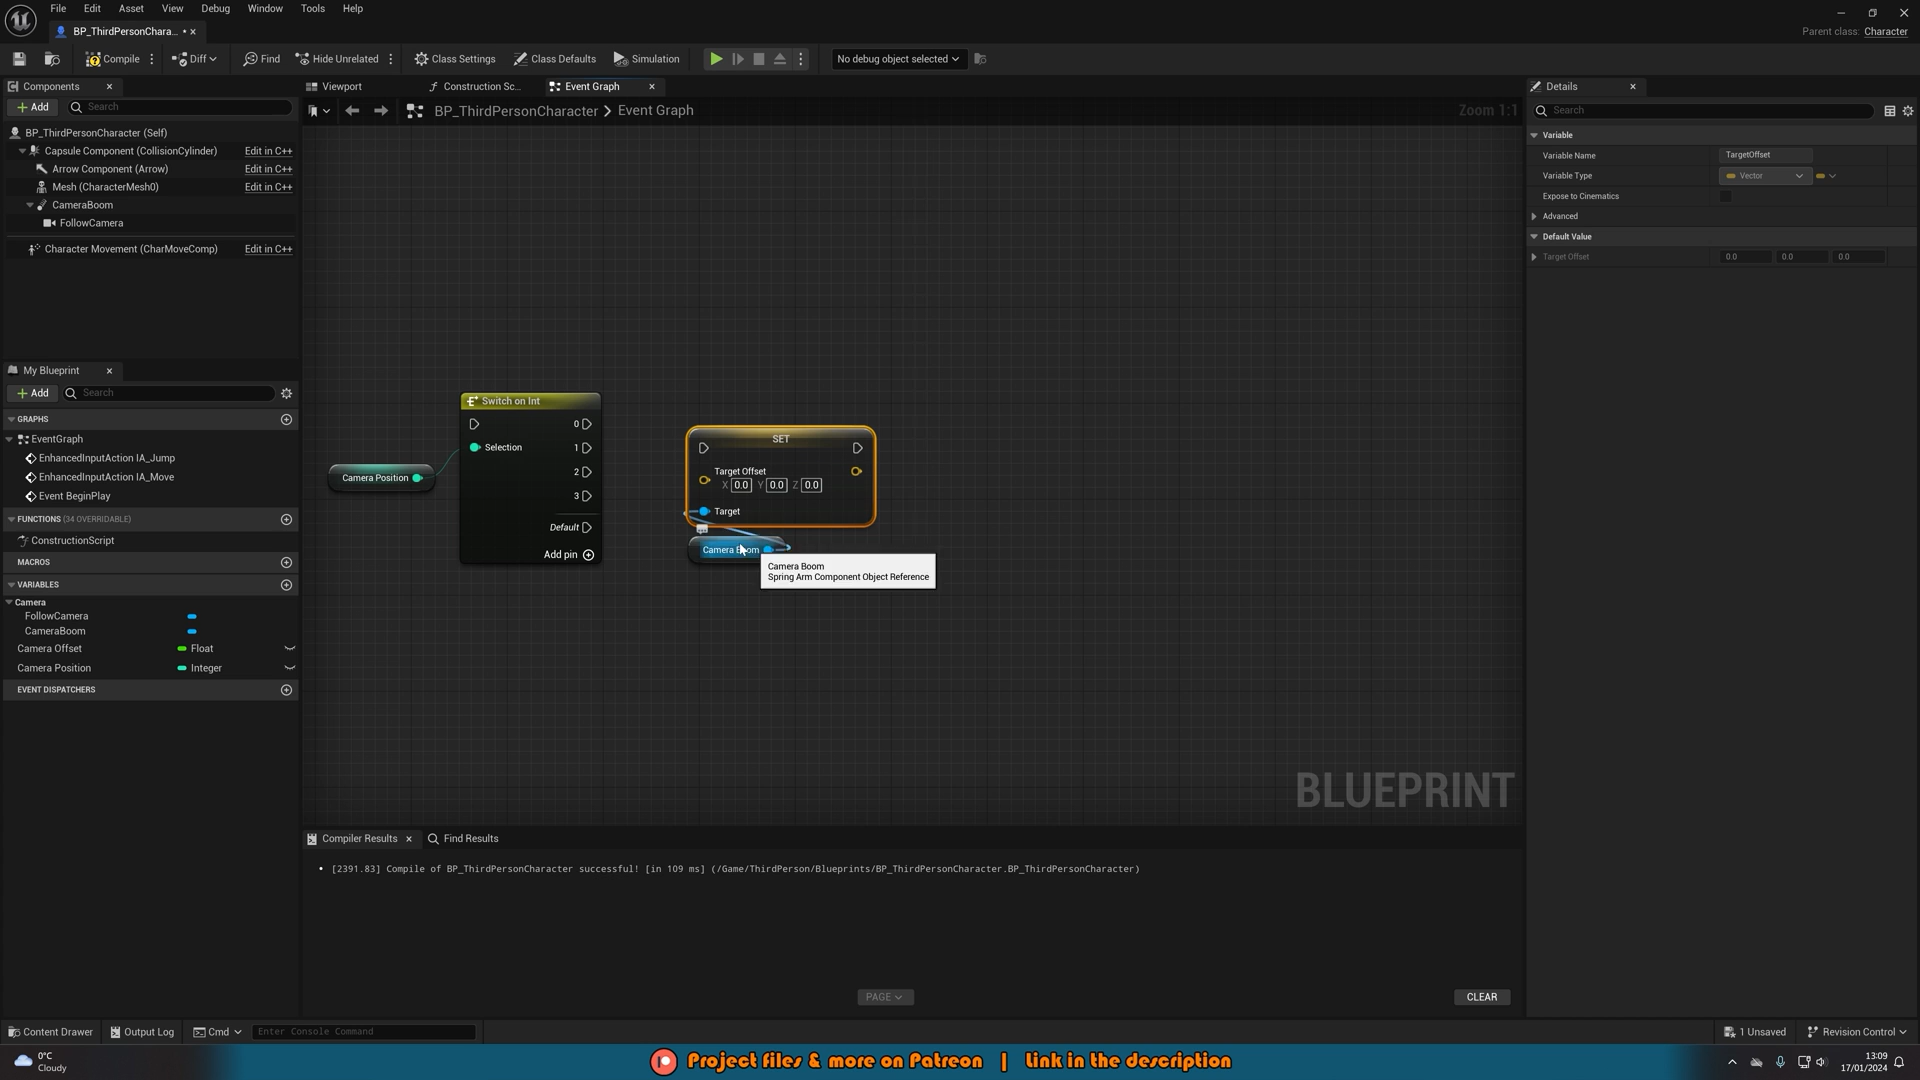 File Edit Asset View Debug Window Tools Help
BP_ThirdPersonChara... •
Parent class: Character
Compile Diff Find Hide Unrelated Class Settings Class Defaults Simulation No debug object selected
Components
Viewport Construction Sc... Event Graph
Details
Add Search
BP_ThirdPersonCharacter > Event Graph
Zoom 1:1
Search
BP_ThirdPersonCharacter (Self)
Capsule Component (CollisionCylinder) Edit in C++
Arrow Component (Arrow) Edit in C++
Mesh (CharacterMesh0) Edit in C++
CameraBoom
FollowCamera
Character Movement (CharMoveComp) Edit in C++
Variable
Variable Name TargetOffset
Variable Type Vector
Expose to Cinematics
Advanced
Default Value
Target Offset 0.0 0.0 0.0
My Blueprint
Add Search
GRAPHS
EventGraph
EnhancedInputAction IA_Jump
EnhancedInputAction IA_Move
Event BeginPlay
FUNCTIONS (34 OVERRIDABLE)
ConstructionScript
MACROS
VARIABLES
Camera
FollowCamera
CameraBoom
Camera Offset Float
Camera Position Integer
EVENT DISPATCHERS
Camera Position
Switch on Int
0
Selection 1
2
3
Default
Add pin
SET
Target Offset
X 0.0 Y 0.0 Z 0.0
Target
Camera Boom
Camera Boom
Spring Arm Component Object Reference
BLUEPRINT
Compiler Results Find Results
• [2391.83] Compile of BP_ThirdPersonCharacter successful! [in 109 ms] (/Game/ThirdPerson/Blueprints/BP_ThirdPersonCharacter.BP_ThirdPersonCharacter)
PAGE
CLEAR
Content Drawer Output Log Cmd Enter Console Command
1 Unsaved Revision Control
0°C
Cloudy
Project files & more on Patreon | Link in the description
13:09
17/01/2024